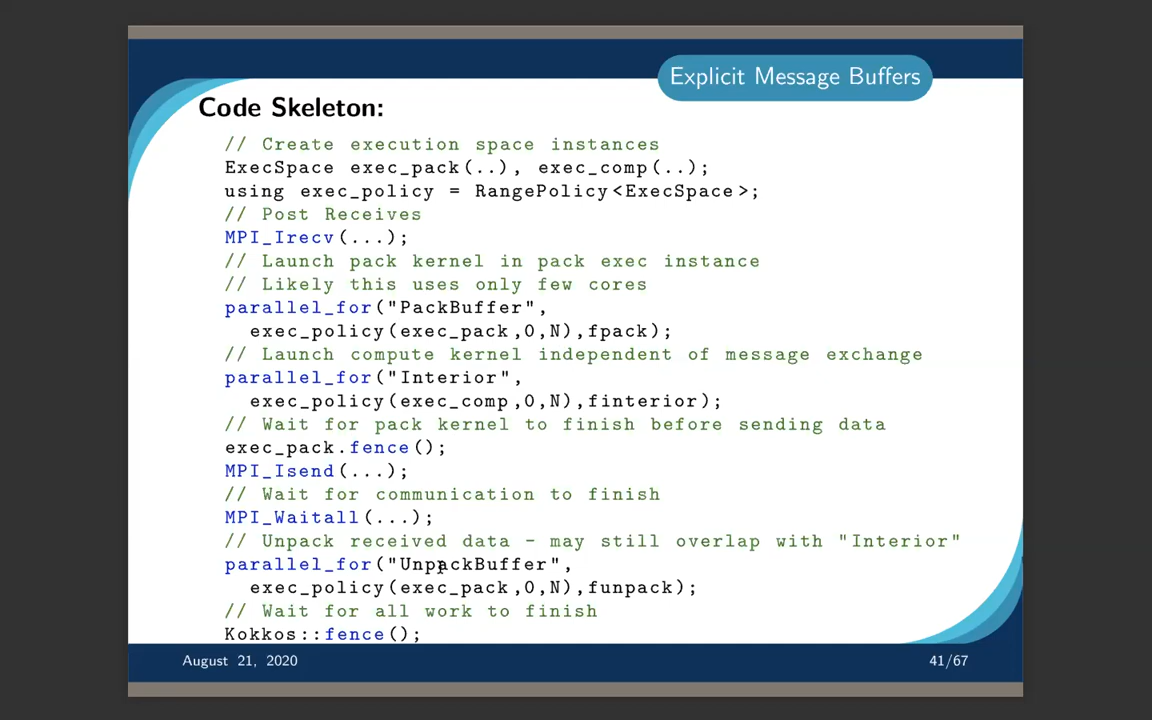 Explicit Message Buffers
Code Skeleton:
// Create execution space instances
ExecSpace exec_pack(..), exec_comp(..);
using exec_policy = RangePolicy<ExecSpace>;
// Post Receives
MPI_Irecv(...);
// Launch pack kernel in pack exec instance
// Likely this uses only few cores
parallel_for("PackBuffer",
exec_policy(exec_pack,0,N),fpack);
// Launch compute kernel independent of message exchange
parallel_for("Interior",
exec_policy(exec_comp,0,N),finterior);
// Wait for pack kernel to finish before sending data
exec_pack.fence();
MPI_Isend(...);
// Wait for communication to finish
MPI_Waitall(...);
// Unpack received data - may still overlap with "Interior"
parallel_for("UnpackBuffer",
exec_policy(exec_pack,0,N),funpack);
// Wait for all work to finish
Kokkos::fence();
August 21, 2020
41/67